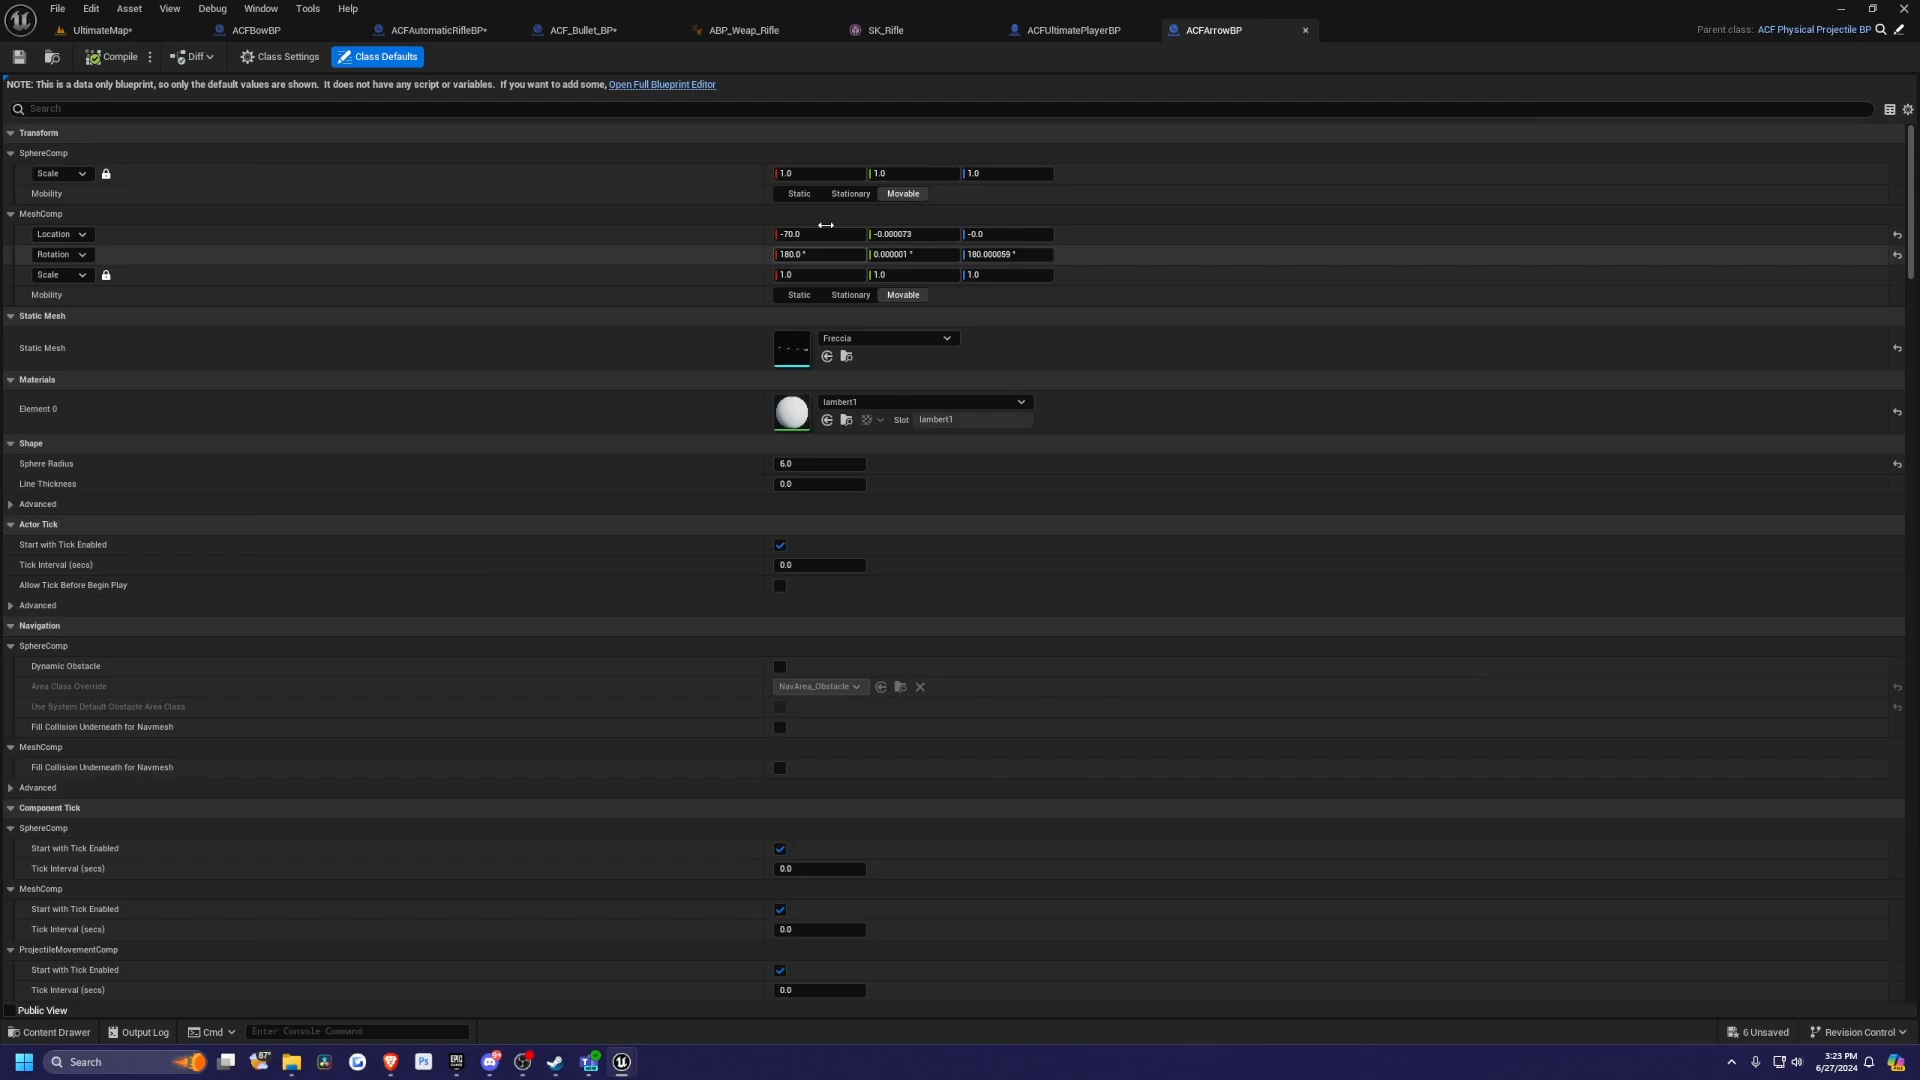 File Edit Asset View Debug Window Tools Help
UltimateMap* ACFBowBP ACFAutomaticRifleBP* ACF_Bullet_BP* ABP_Weap_Rifle SK_Rifle ACFUltimatePlayerBP ACFArrowBP Parent class: ACF Physical Projectile BP
Compile Diff Class Settings Class Defaults
NOTE: This is a data only blueprint, so only the default values are shown. It does not have any script or variables. If you want to add some, Open Full Blueprint Editor
Search
Transform
SphereComp
Scale 1.0 1.0 1.0
Mobility Static Stationary Movable
MeshComp
Location -70.0 -0.000073 -0.0
Rotation 180.0 ° 0.000001 ° 180.000059 °
Scale 1.0 1.0 1.0
Mobility Static Stationary Movable
Static Mesh
Static Mesh Freccia
Materials
Element 0 lambert1
Slot lambert1
Shape
Sphere Radius 6.0
Line Thickness 0.0
Advanced
Actor Tick
Start with Tick Enabled
Tick Interval (secs) 0.0
Allow Tick Before Begin Play
Advanced
Navigation
SphereComp
Dynamic Obstacle
Area Class Override NavArea_Obstacle
Use System Default Obstacle Area Class
Fill Collision Underneath for Navmesh
MeshComp
Fill Collision Underneath for Navmesh
Advanced
Component Tick
SphereComp
Start with Tick Enabled
Tick Interval (secs) 0.0
MeshComp
Start with Tick Enabled
Tick Interval (secs) 0.0
ProjectileMovementComp
Start with Tick Enabled
Tick Interval (secs) 0.0
Public View
Content Drawer Output Log Cmd Enter Console Command 6 Unsaved Revision Control
Search 87° Ps EPIC 3:23 PM
6/27/2024